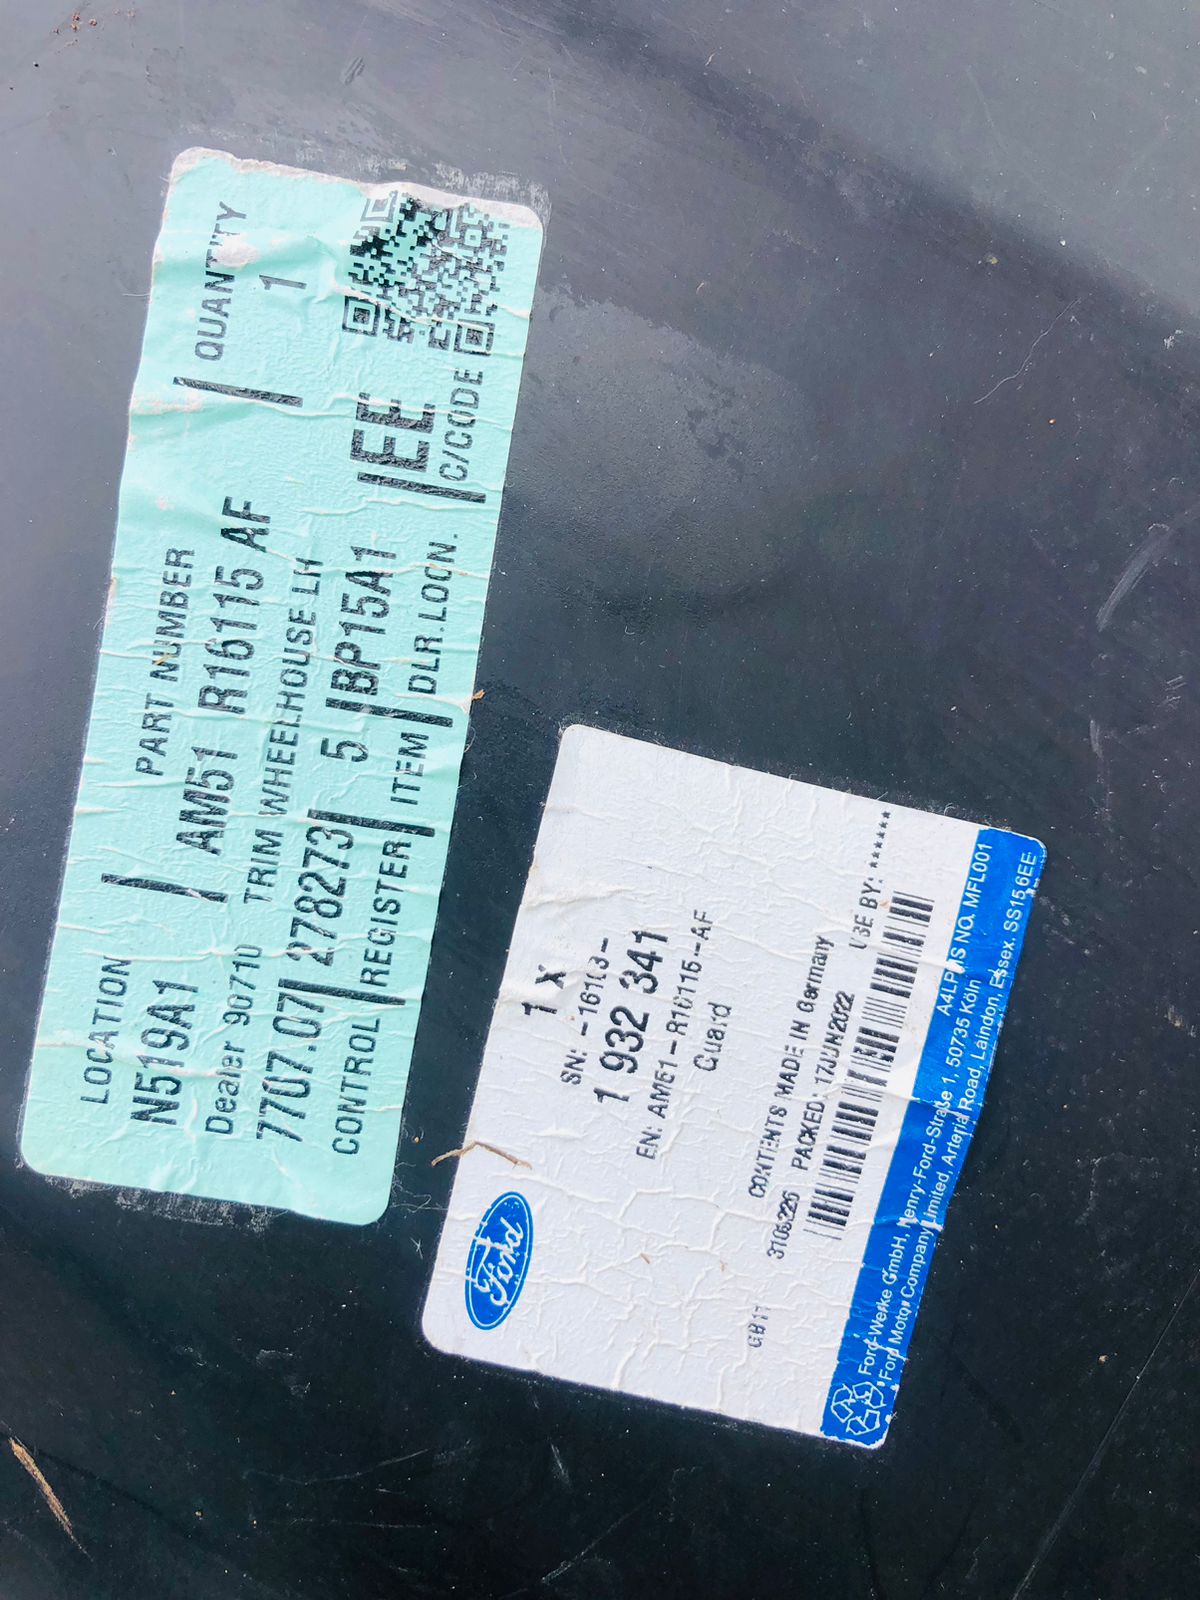 LOCATION PART NUMBER QUANTITY
N519A1 AM51 R16115 AF 1
Dealer 90710 TRIM WHEELHOUSE LH
7707.07 278273 5 BP15A1 EE
CONTROL REGISTER ITEM DLR.LOCN. C/CODE
1 x
SN: -16103-
1 932 341
EN: AM51-R16115-AF
Guard
CONTENTS MADE IN Germany
GB1T 3105226 PACKED: 17JUN2022 USE BY: ******
A4LPMS NO. MFL001
Ford
Ford-Werke GmbH, Henry-Ford-Straße 1, 50735 Köln
Ford Motor Company Limited, Arterial Road, Laindon, Essex. SS15 6EE